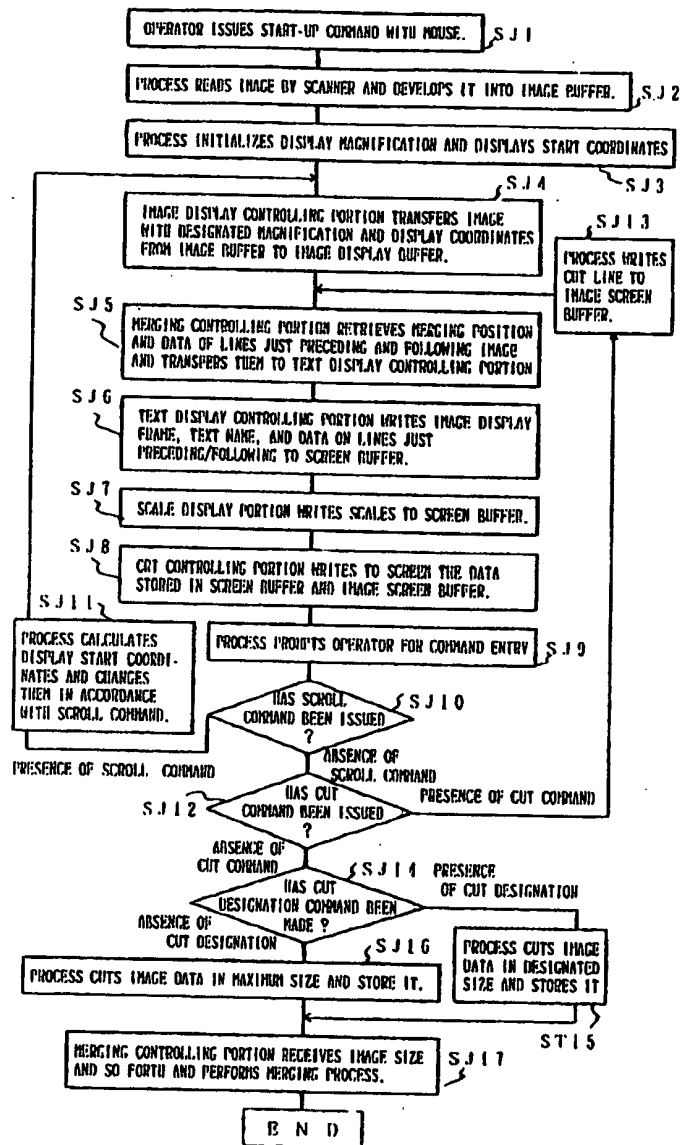 OPERATOR ISSUES START-UP COMMAND WITH MOUSE.
SJ1
PROCESS READS IMAGE BY SCANNER AND DEVELOPS IT INTO IMAGE BUFFER.
SJ2
PROCESS INITIALIZES DISPLAY MAGNIFICATION AND DISPLAYS START COORDINATES
SJ3
SJ4
IMAGE DISPLAY CONTROLLING PORTION TRANSFERS IMAGE
WITH DESIGNATED MAGNIFICATION AND DISPLAY COORDINATES
FROM IMAGE BUFFER TO IMAGE DISPLAY BUFFER.
SJ13
PROCESS WRITES
CUT LINE TO
IMAGE SCREEN
BUFFER.
SJ5
MERGING CONTROLLING PORTION RETRIEVES MERGING POSITION
AND DATA OF LINES JUST PRECEDING AND FOLLOWING IMAGE
AND TRANSFERS THEM TO TEXT DISPLAY CONTROLLING PORTION
SJ6
TEXT DISPLAY CONTROLLING PORTION WRITES IMAGE DISPLAY
FRAME, TEXT NAME, AND DATA ON LINES JUST
PRECEDING/FOLLOWING TO SCREEN BUFFER.
SJ7
SCALE DISPLAY PORTION WRITES SCALES TO SCREEN BUFFER.
SJ8
CRT CONTROLLING PORTION WRITES TO SCREEN THE DATA
STORED IN SCREEN BUFFER AND IMAGE SCREEN BUFFER.
SJ11
PROCESS CALCULATES
DISPLAY START COORDI-
NATES AND CHANGES
THEM IN ACCORDANCE
WITH SCROLL COMMAND.
PROCESS PROMPTS OPERATOR FOR COMMAND ENTRY
SJ9
HAS SCROLL
COMMAND BEEN ISSUED
?
SJ10
PRESENCE OF SCROLL COMMAND
ABSENCE OF
SCROLL COMMAND
SJ12
HAS CUT
COMMAND BEEN ISSUED
?
PRESENCE OF CUT COMMAND
ABSENCE OF
CUT COMMAND
SJ14
HAS CUT
DESIGNATION COMMAND BEEN
MADE ?
PRESENCE
OF CUT DESIGNATION
ABSENCE OF
CUT DESIGNATION
SJ16
PROCESS CUTS IMAGE DATA IN MAXIMUM SIZE AND STORE IT.
PROCESS CUTS IMAGE
DATA IN DESIGNATED
SIZE AND STORES IT
ST15
MERGING CONTROLLING PORTION RECEIVES IMAGE SIZE
AND SO FORTU AND PERFORMS MERGING PROCESS.
SJ17
B N D